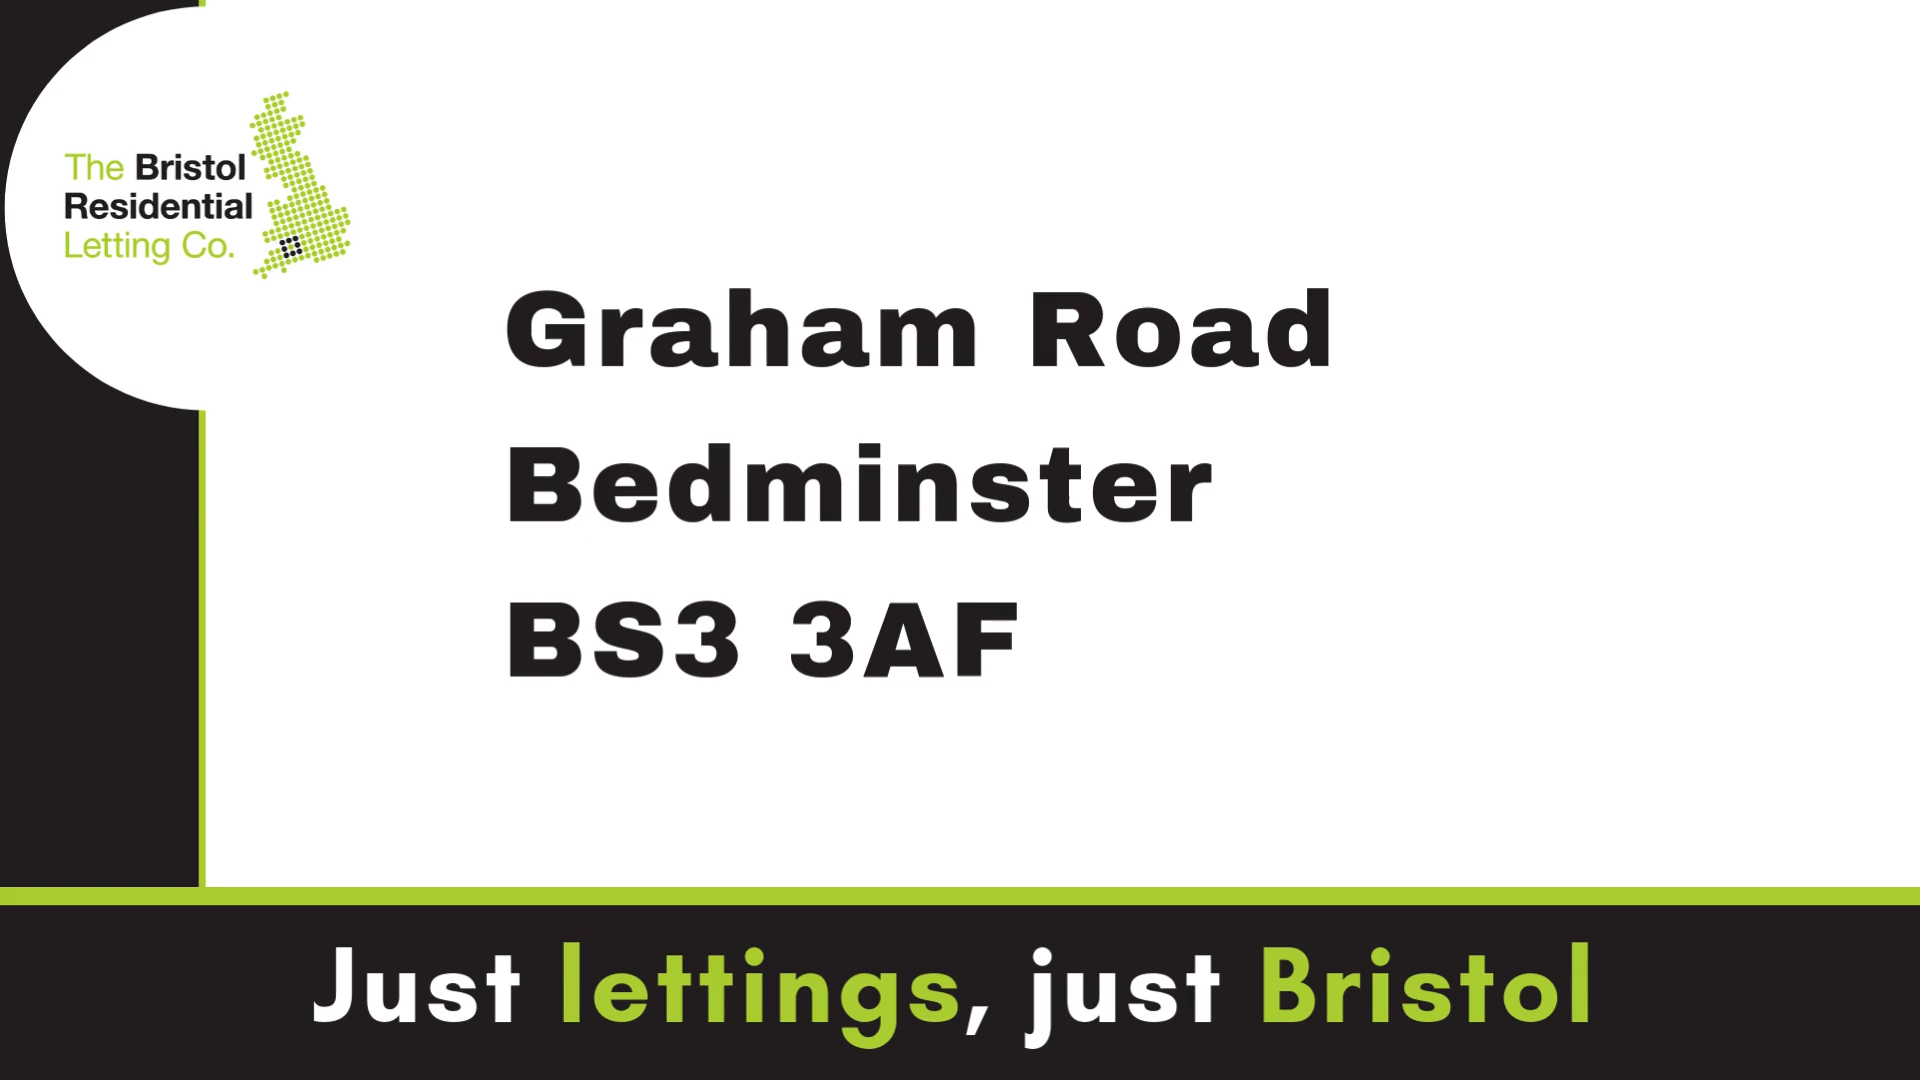 The Bristol
Residential
Letting Co.
Graham Road
Bedminster
BS3 3AF
Just lettings, just Bristol